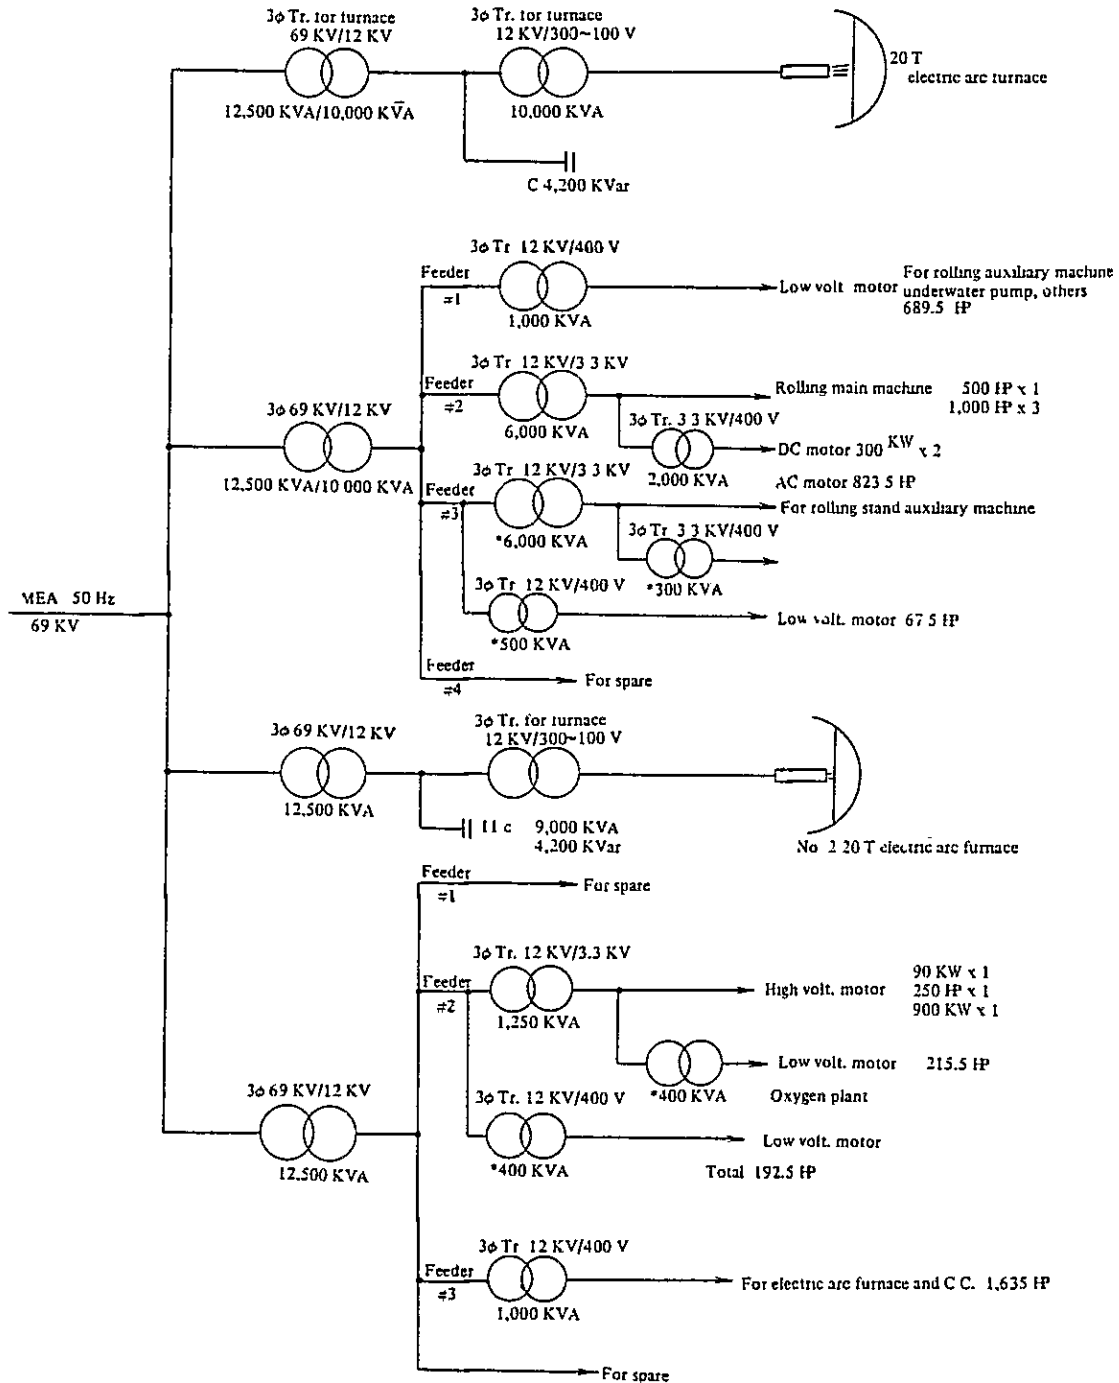 3φ Tr. for furnace
69 KV/12 KV
12,500 KVA/10,000 KVA
3φ Tr. for furnace
12 KV/300~100 V
10,000 KVA
20 T
electric arc furnace
C 4,200 KVar
Feeder
#1
3φ Tr 12 KV/400 V
1,000 KVA
Low volt motor
For rolling auxiliary machine
underwater pump, others
689.5 HP
Feeder
#2
3φ Tr 12 KV/3 3 KV
6,000 KVA
Rolling main machine 500 HP x 1
1,000 HP x 3
3φ Tr. 3 3 KV/400 V
2,000 KVA
DC motor 300 KW x 2
AC motor 823 5 HP
3φ 69 KV/12 KV
12,500 KVA/10 000 KVA
Feeder
#3
3φ Tr 12 KV/3 3 KV
*6,000 KVA
For rolling stand auxiliary machine
3φ Tr 3 3 KV/400 V
*300 KVA
3φ Tr 12 KV/400 V
*500 KVA
Low volt. motor 67 5 HP
MEA 50 Hz
69 KV
Feeder
#4
For spare
3φ 69 KV/12 KV
12,500 KVA
3φ Tr. for furnace
12 KV/300~100 V
11 c 9,000 KVA
4,200 KVar
No 2 20 T electric arc furnace
Feeder
#1
For spare
Feeder
#2
3φ Tr. 12 KV/3.3 KV
1,250 KVA
High volt. motor
90 KW x 1
250 HP x 1
900 KW x 1
*400 KVA
Low volt. motor 215.5 HP
Oxygen plant
3φ 69 KV/12 KV
12,500 KVA
3φ Tr. 12 KV/400 V
*400 KVA
Low volt. motor
Total 192.5 HP
Feeder
#3
3φ Tr 12 KV/400 V
1,000 KVA
For electric arc furnace and C C. 1,635 HP
For spare